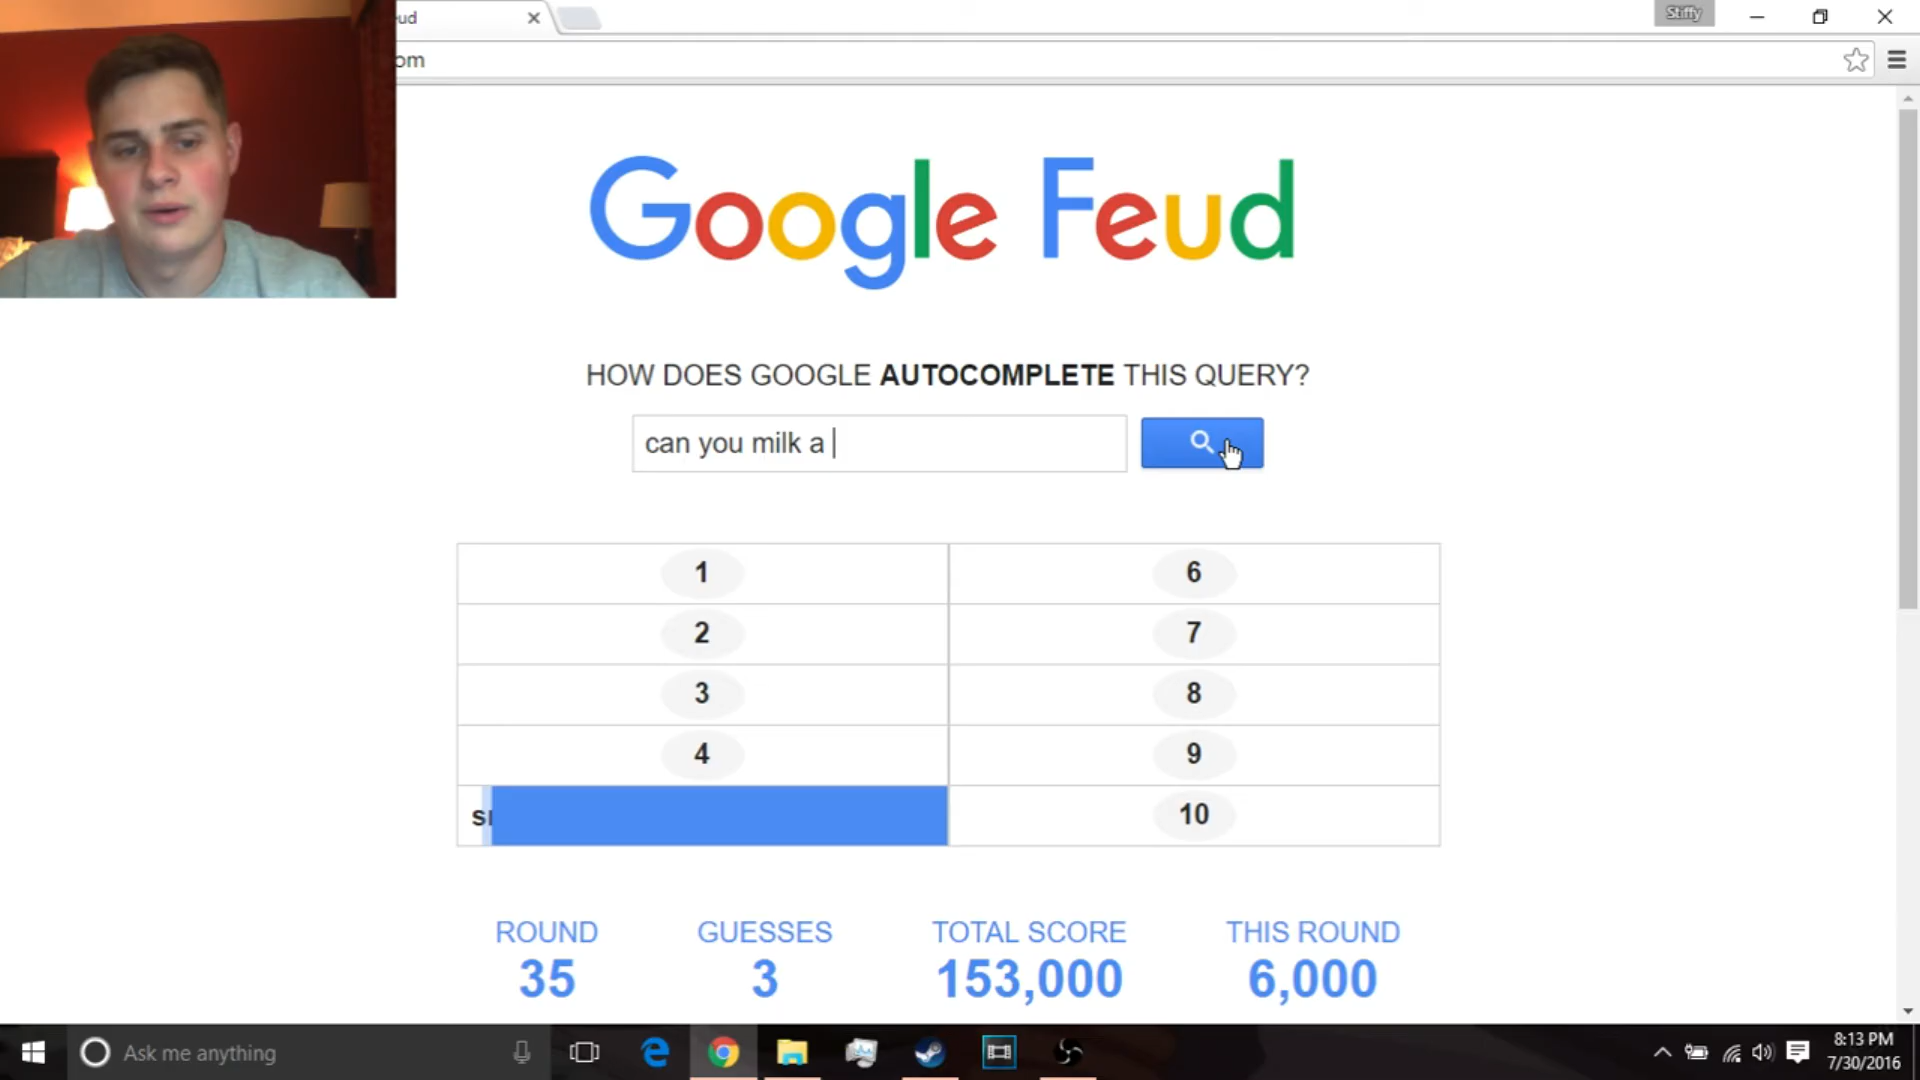 ud
Stiffy
om
Google Feud
HOW DOES GOOGLE AUTOCOMPLETE THIS QUERY?
can you milk a
1
6
2
7
3
8
4
9
10
ROUND
GUESSES
TOTAL SCORE
THIS ROUND
35
3
153,000
6,000
Ask me anything
8:13 PM
7/30/2016